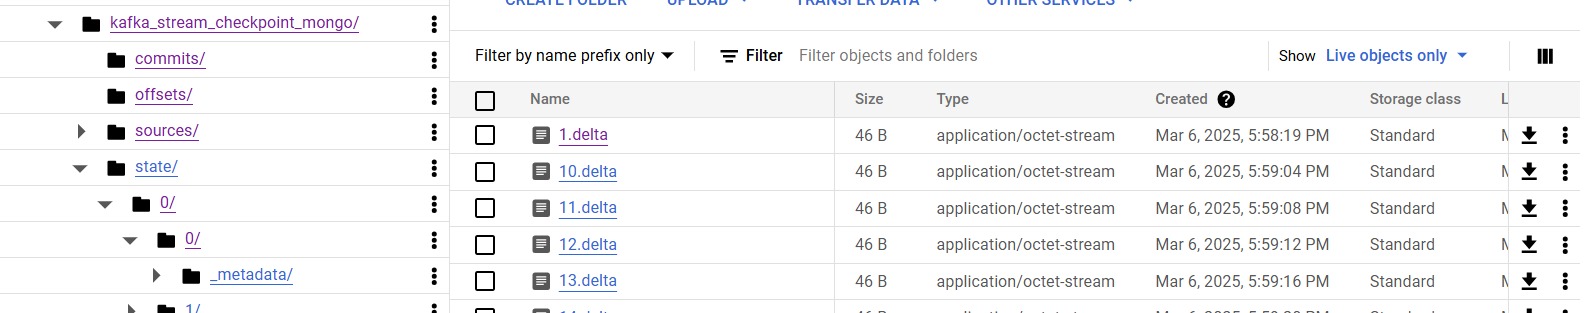 kafka_stream_checkpoint_mongo/
commits/
offsets/
sources/
state/
0/
0/
_metadata/
1/
CREATE FOLDER UPLOAD TRANSFER DATA OTHER SERVICES
Filter by name prefix only Filter Filter objects and folders Show Live objects only
Name Size Type Created Storage class L
1.delta 46 B application/octet-stream Mar 6, 2025, 5:58:19 PM Standard
10.delta 46 B application/octet-stream Mar 6, 2025, 5:59:04 PM Standard
11.delta 46 B application/octet-stream Mar 6, 2025, 5:59:08 PM Standard
12.delta 46 B application/octet-stream Mar 6, 2025, 5:59:12 PM Standard
13.delta 46 B application/octet-stream Mar 6, 2025, 5:59:16 PM Standard